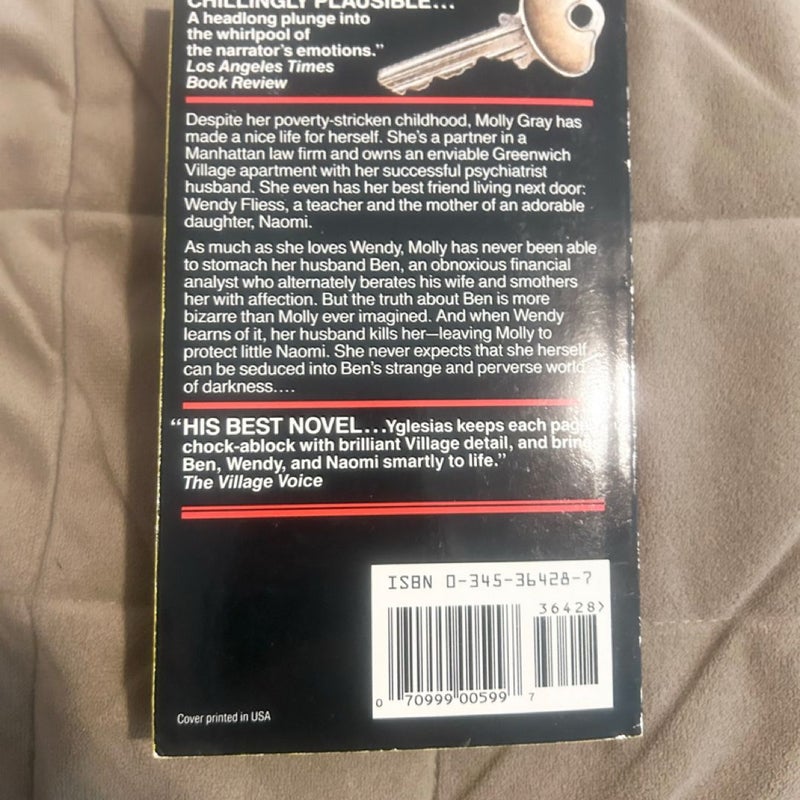 CHILLINGLY PLAUSIBLE...
A headlong plunge into
the whirlpool of
the narrator's emotions."
Los Angeles Times
Book Review
Despite her poverty-stricken childhood, Molly Gray has
made a nice life for herself. She's a partner in a
Manhattan law firm and owns an enviable Greenwich
Village apartment with her successful psychiatrist
husband. She even has her best friend living next door:
Wendy Fliess, a teacher and the mother of an adorable
daughter, Naomi.
As much as she loves Wendy, Molly has never been able
to stomach her husband Ben, an obnoxious financial
analyst who alternately berates his wife and smothers
her with affection. But the truth about Ben is more
bizarre than Molly ever imagined. And when Wendy
learns of it, her husband kills her—leaving Molly to
protect little Naomi. She never expects that she herself
can be seduced into Ben's strange and perverse world
of darkness....
"HIS BEST NOVEL...Yglesias keeps each page
chock-ablock with brilliant Village detail, and bring
Ben, Wendy, and Naomi smartly to life."
The Village Voice
ISBN 0-345-36428-7
36428>
0 70999 00599 7
Cover printed in USA